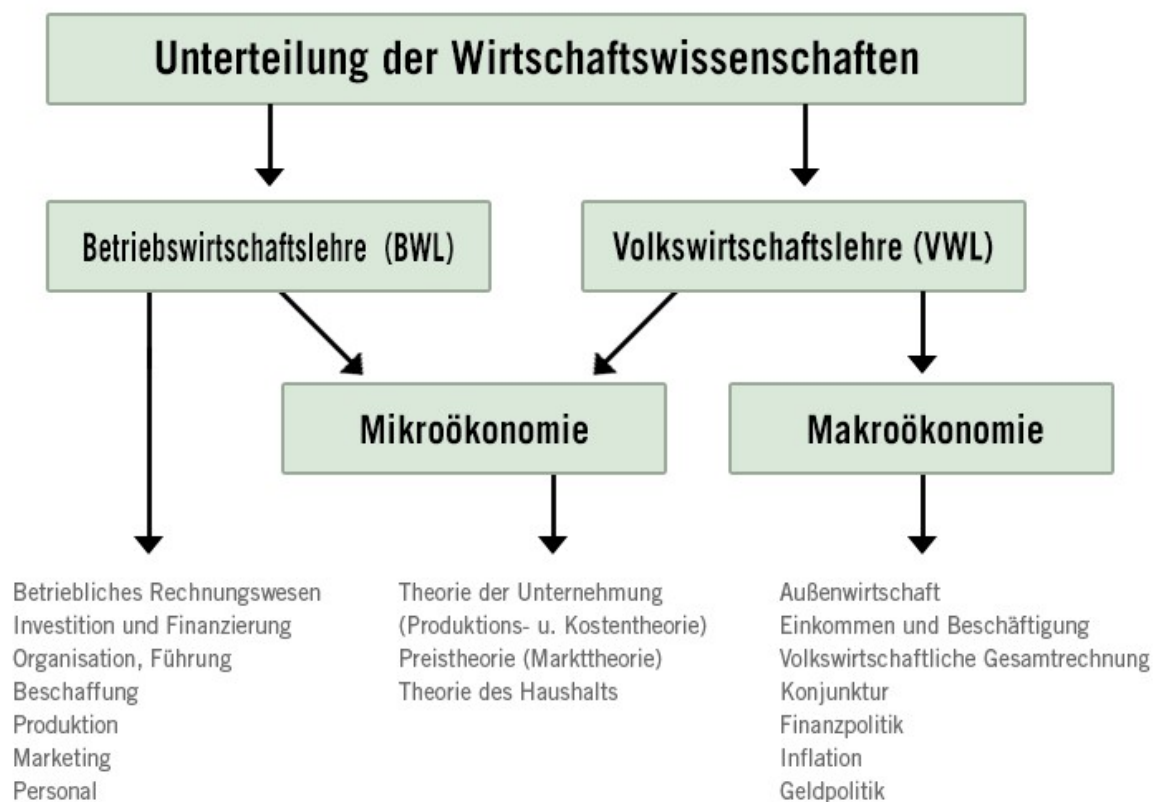 Unterteilung der Wirtschaftswissenschaften
Betriebswirtschaftslehre (BWL)
Volkswirtschaftslehre (VWL)
Mikroökonomie
Makroökonomie
Betriebliches Rechnungswesen
Investition und Finanzierung
Organisation, Führung
Beschaffung
Produktion
Marketing
Personal
Theorie der Unternehmung
(Produktions- u. Kostentheorie)
Preistheorie (Markttheorie)
Theorie des Haushalts
Außenwirtschaft
Einkommen und Beschäftigung
Volkswirtschaftliche Gesamtrechnung
Konjunktur
Finanzpolitik
Inflation
Geldpolitik